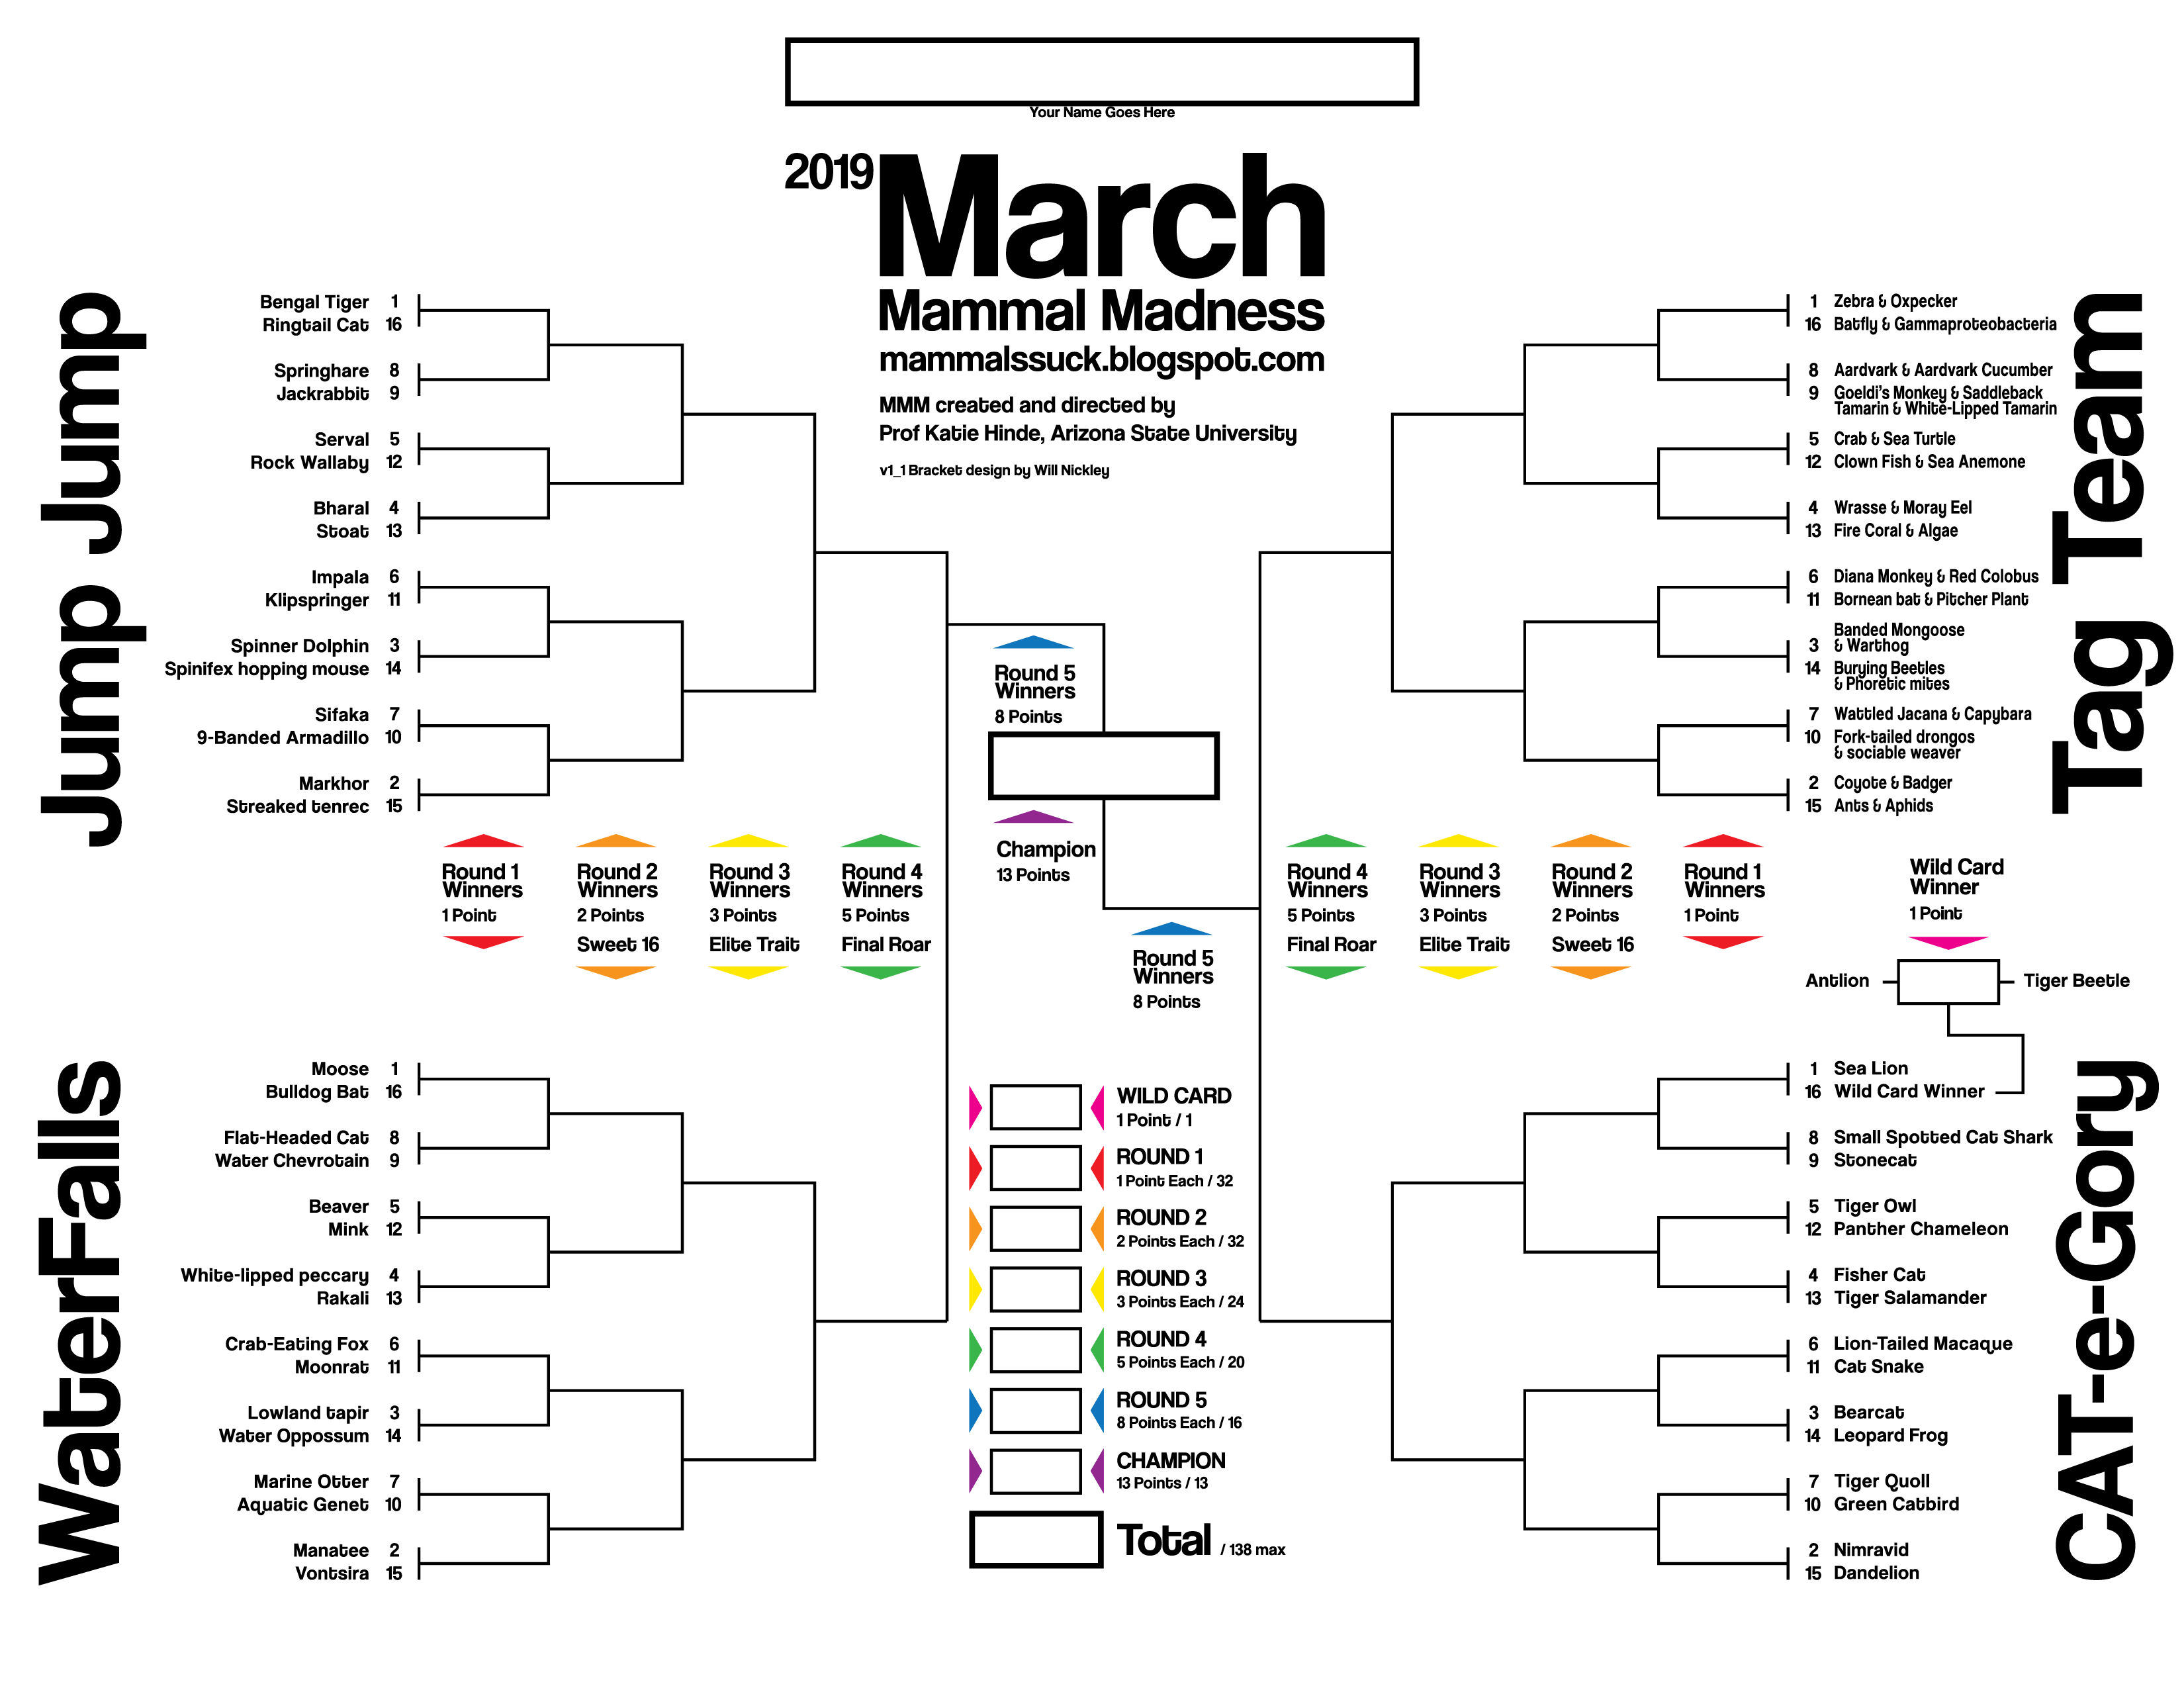 Your Name Goes Here
2019 March
Mammal Madness
mammalssuck.blogspot.com
MMM created and directed by
Prof Katie Hinde, Arizona State University
v1_1 Bracket design by Will Nickley
Jump Jump
Bengal Tiger 1
Ringtail Cat 16
Springhare 8
Jackrabbit 9
Serval 5
Rock Wallaby 12
Bharal 4
Stoat 13
Impala 6
Klipspringer 11
Spinner Dolphin 3
Spinifex hopping mouse 14
Sifaka 7
9-Banded Armadillo 10
Markhor 2
Streaked tenrec 15
Tag Team
1 Zebra & Oxpecker
16 Batfly & Gammaproteobacteria
8 Aardvark & Aardvark Cucumber
9 Goeldi's Monkey & Saddleback
Tamarin & White-Lipped Tamarin
5 Crab & Sea Turtle
12 Clown Fish & Sea Anemone
4 Wrasse & Moray Eel
13 Fire Coral & Algae
6 Diana Monkey & Red Colobus
11 Bornean bat & Pitcher Plant
Banded Mongoose
3 & Warthog
14 Burying Beetles
& Phoretic mites
7 Wattled Jacana & Capybara
10 Fork-tailed drongos
& sociable weaver
2 Coyote & Badger
15 Ants & Aphids
Round 5
Winners
8 Points
Champion
13 Points
Round 5
Winners
8 Points
Round 1
Winners
1 Point
Round 2
Winners
2 Points
Sweet 16
Round 3
Winners
3 Points
Elite Trait
Round 4
Winners
5 Points
Final Roar
Round 4
Winners
5 Points
Final Roar
Round 3
Winners
3 Points
Elite Trait
Round 2
Winners
2 Points
Sweet 16
Round 1
Winners
1 Point
Wild Card
Winner
1 Point
Antlion
Tiger Beetle
WaterFalls
Moose 1
Bulldog Bat 16
Flat-Headed Cat 8
Water Chevrotain 9
Beaver 5
Mink 12
White-lipped peccary 4
Rakali 13
Crab-Eating Fox 6
Moonrat 11
Lowland tapir 3
Water Oppossum 14
Marine Otter 7
Aquatic Genet 10
Manatee 2
Vontsira 15
WILD CARD
1 Point / 1
ROUND 1
1 Point Each / 32
ROUND 2
2 Points Each / 32
ROUND 3
3 Points Each / 24
ROUND 4
5 Points Each / 20
ROUND 5
8 Points Each / 16
CHAMPION
13 Points / 13
Total / 138 max
CAT-e-Gory
1 Sea Lion
16 Wild Card Winner
8 Small Spotted Cat Shark
9 Stonecat
5 Tiger Owl
12 Panther Chameleon
4 Fisher Cat
13 Tiger Salamander
6 Lion-Tailed Macaque
11 Cat Snake
3 Bearcat
14 Leopard Frog
7 Tiger Quoll
10 Green Catbird
2 Nimravid
15 Dandelion